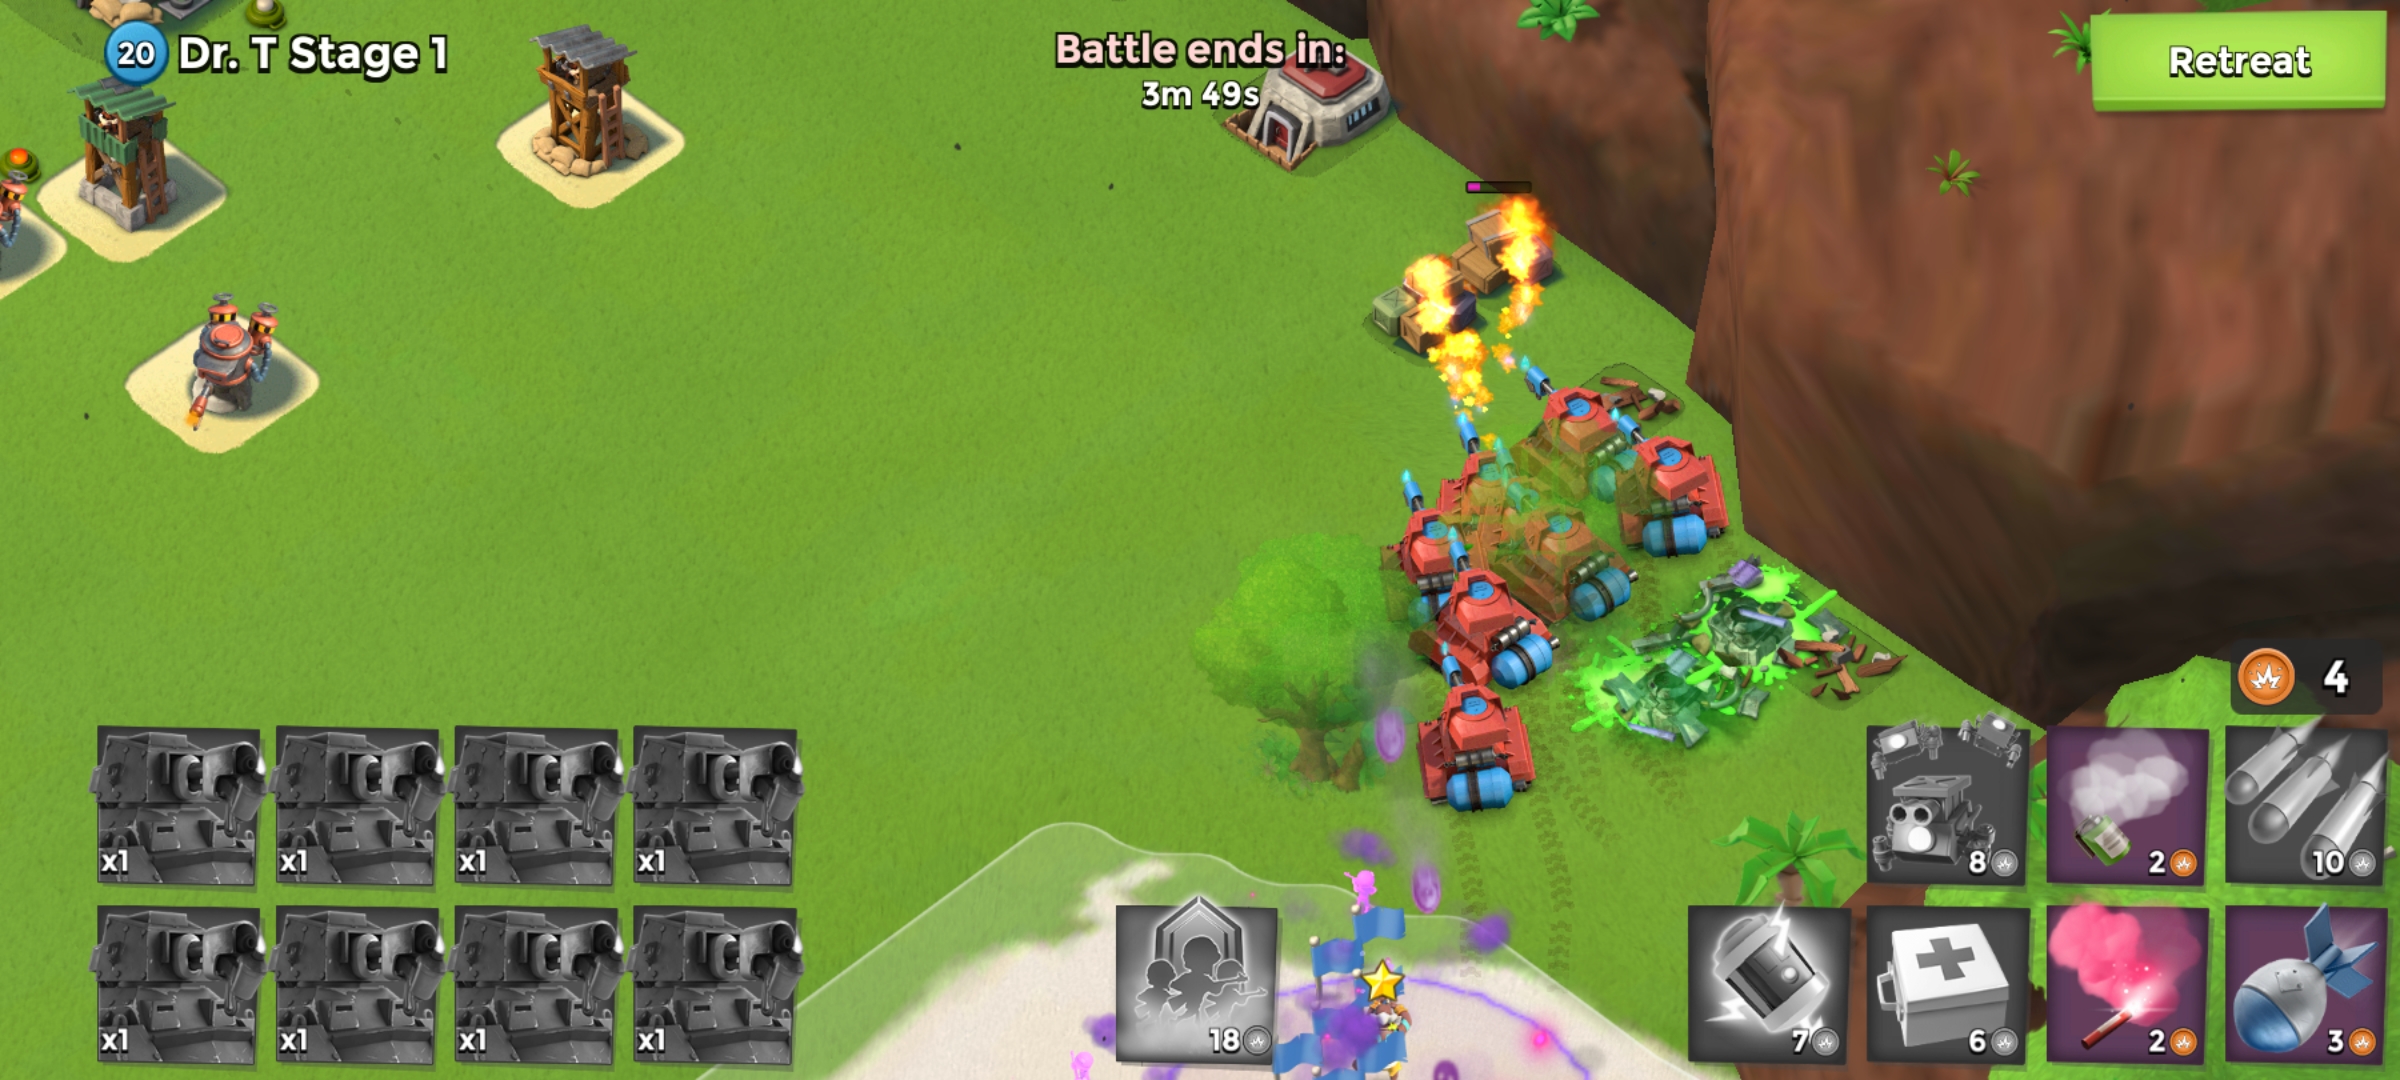 20 Dr. T Stage 1
Battle ends in:
3m 49s
Retreat
4
x1 x1 x1 x1
8 2 10
x1 x1 x1 x1
18 7 6 2 3